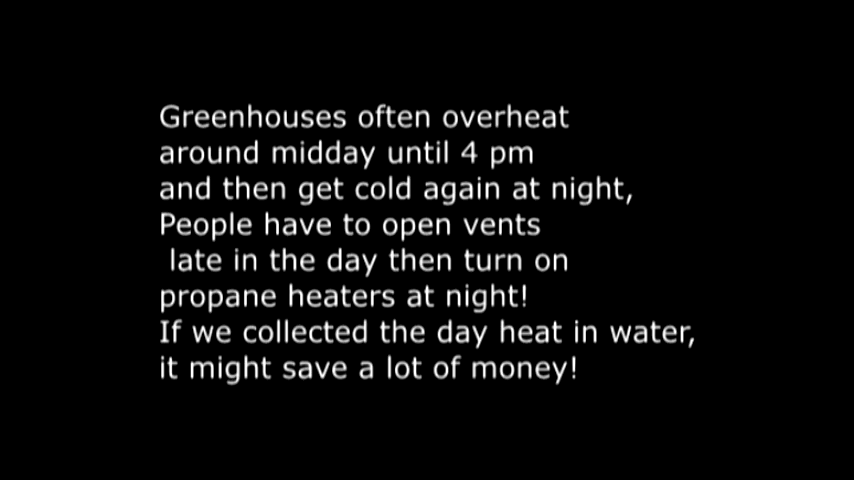 Greenhouses often overheat
around midday until 4 pm
and then get cold again at night,
People have to open vents
late in the day then turn on
propane heaters at night!
If we collected the day heat in water,
it might save a lot of money!